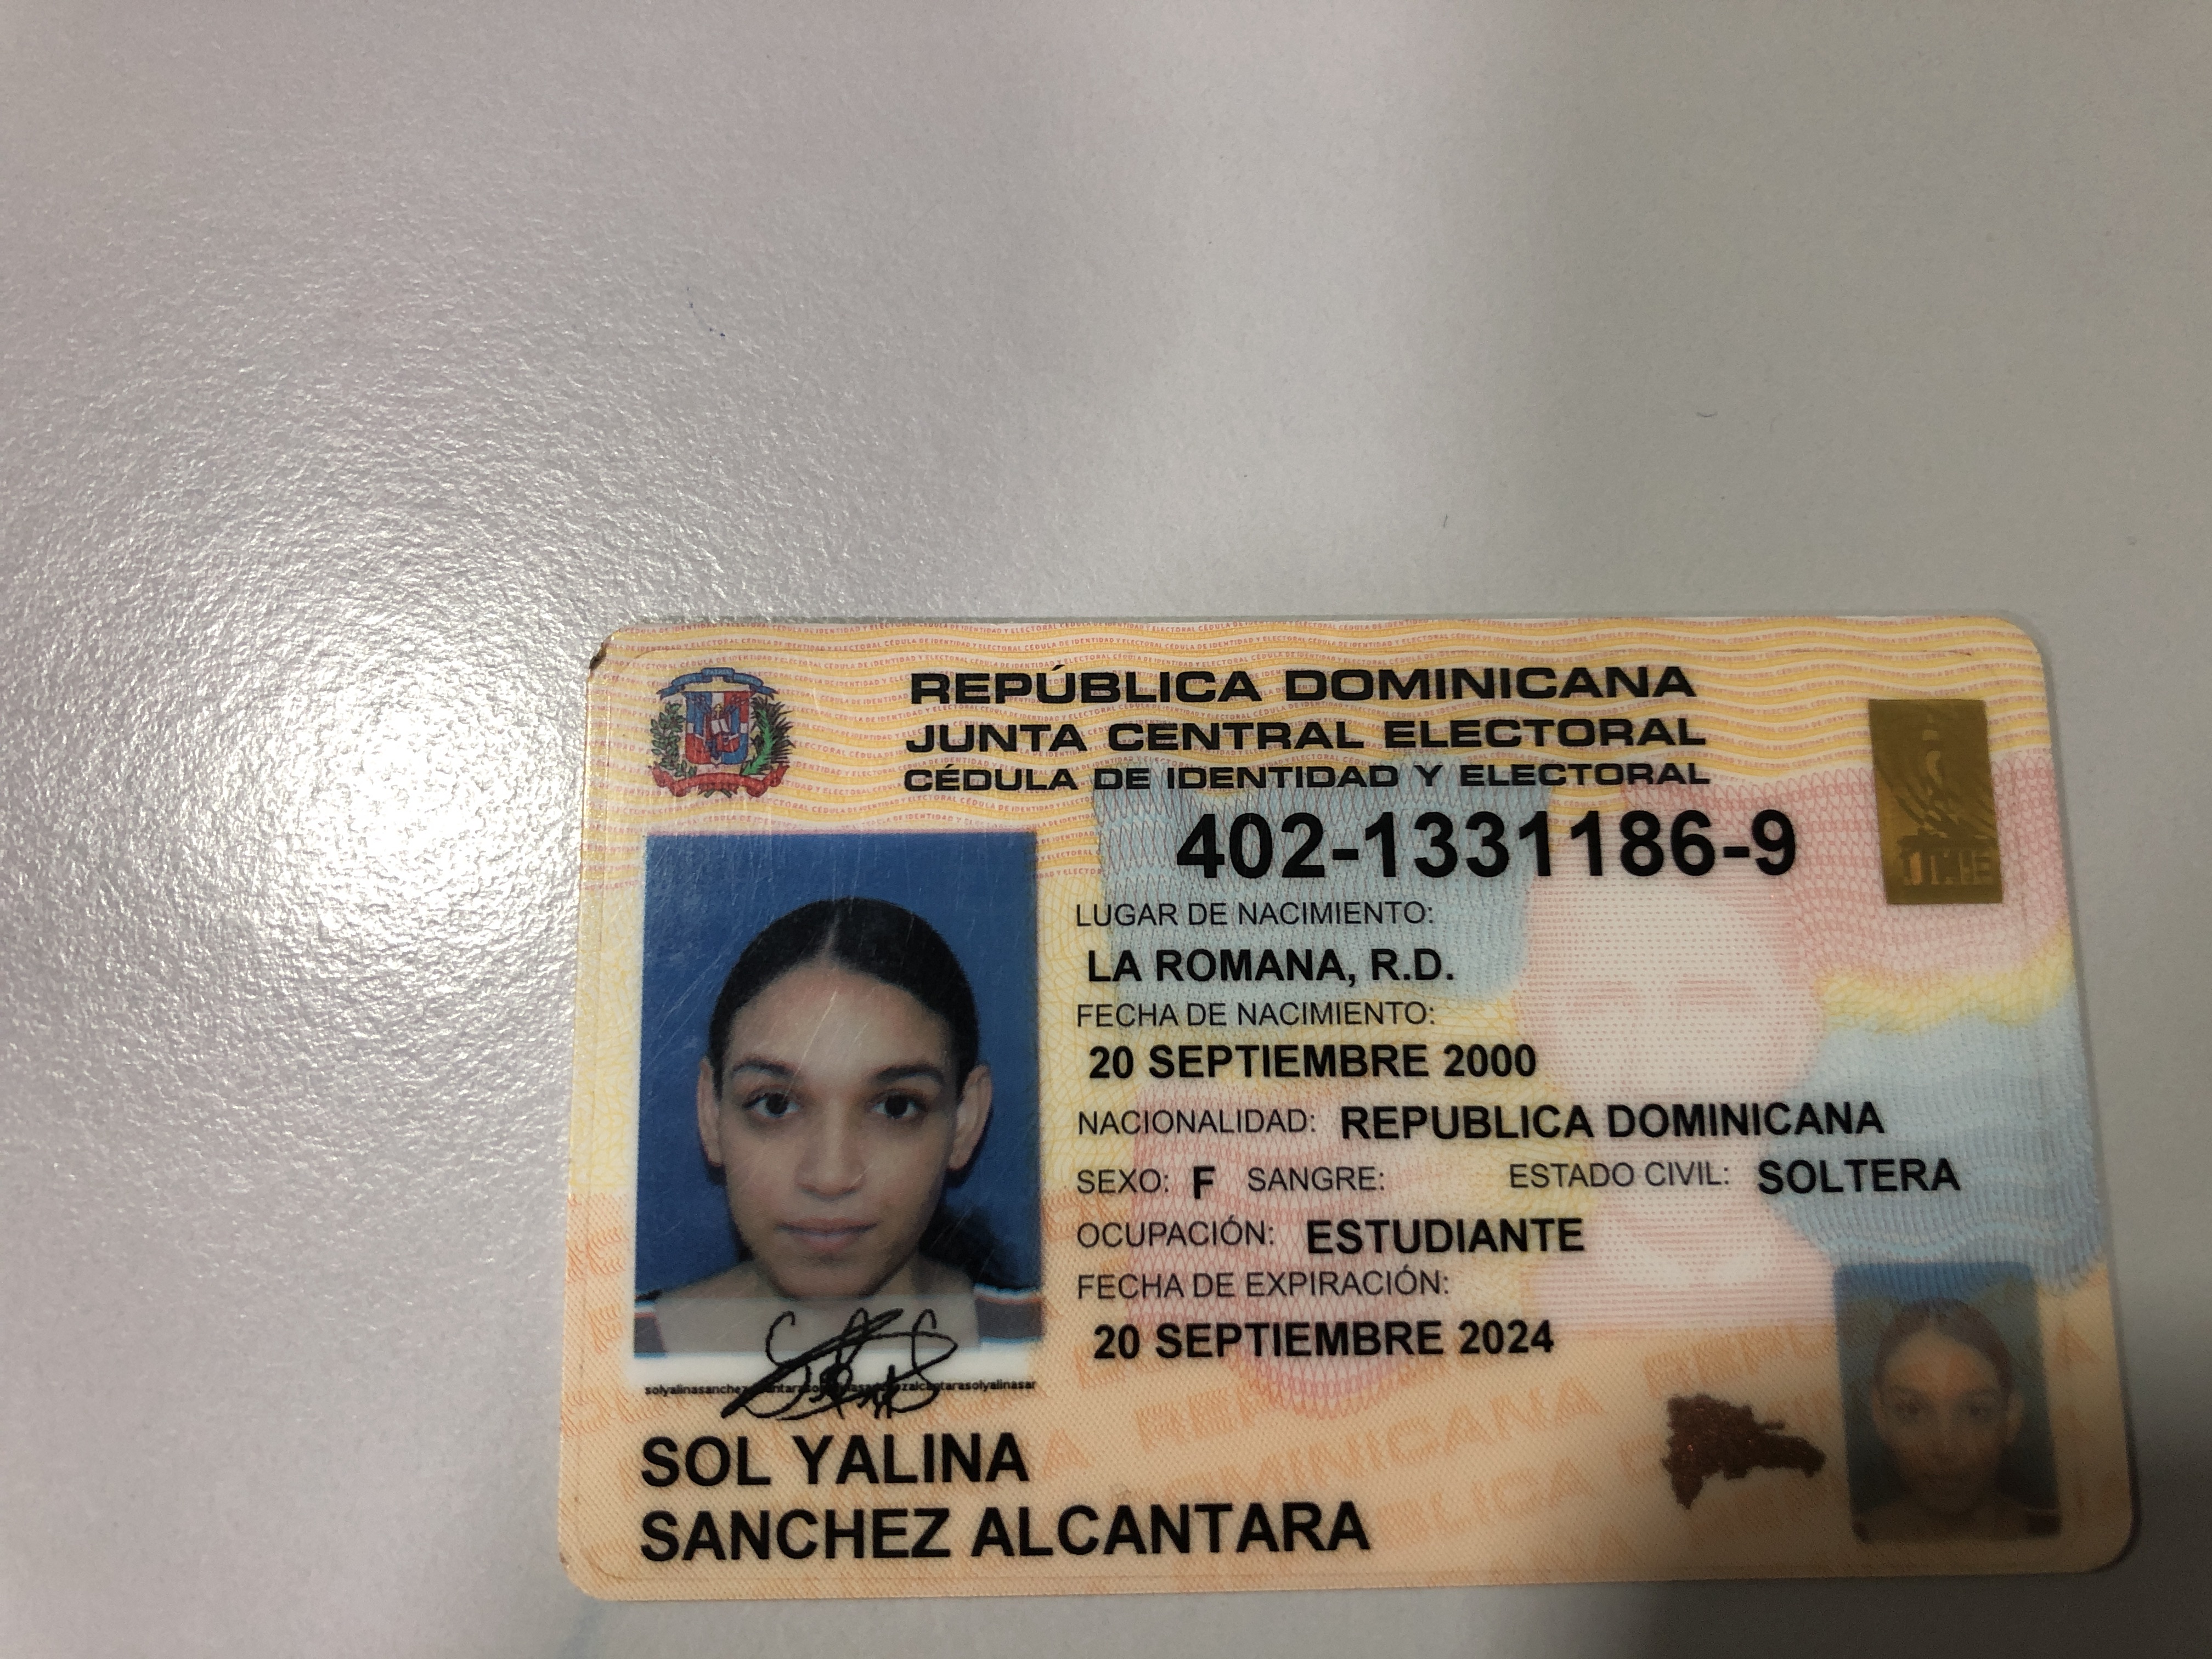 REPÚBLICA DOMINICANA
JUNTA CENTRAL ELECTORAL
CÉDULA DE IDENTIDAD Y ELECTORAL
402-1331186-9
LUGAR DE NACIMIENTO:
LA ROMANA, R.D.
FECHA DE NACIMIENTO:
20 SEPTIEMBRE 2000
NACIONALIDAD: REPUBLICA DOMINICANA
SEXO: F SANGRE: ESTADO CIVIL: SOLTERA
OCUPACIÓN: ESTUDIANTE
FECHA DE EXPIRACIÓN:
20 SEPTIEMBRE 2024
SOL YALINA
SANCHEZ ALCANTARA